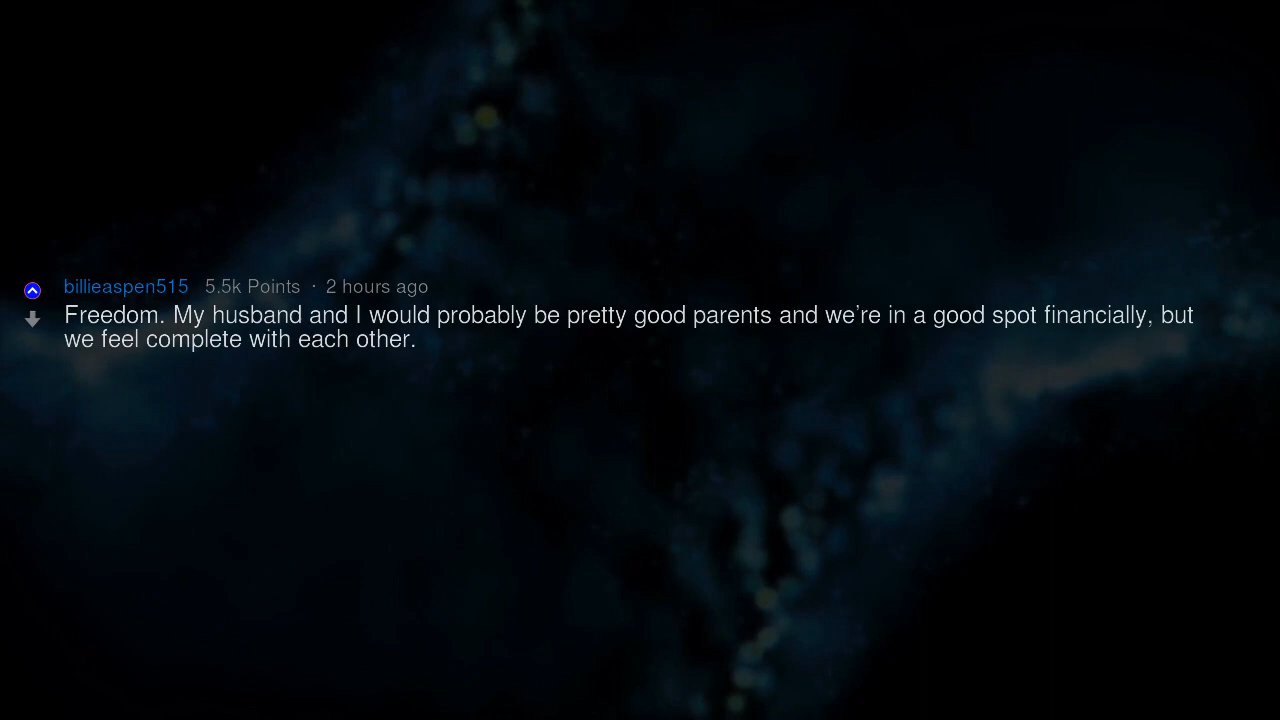 billieaspen515 5.5k Points · 2 hours ago
Freedom. My husband and I would probably be pretty good parents and we're in a good spot financially, but
we feel complete with each other.